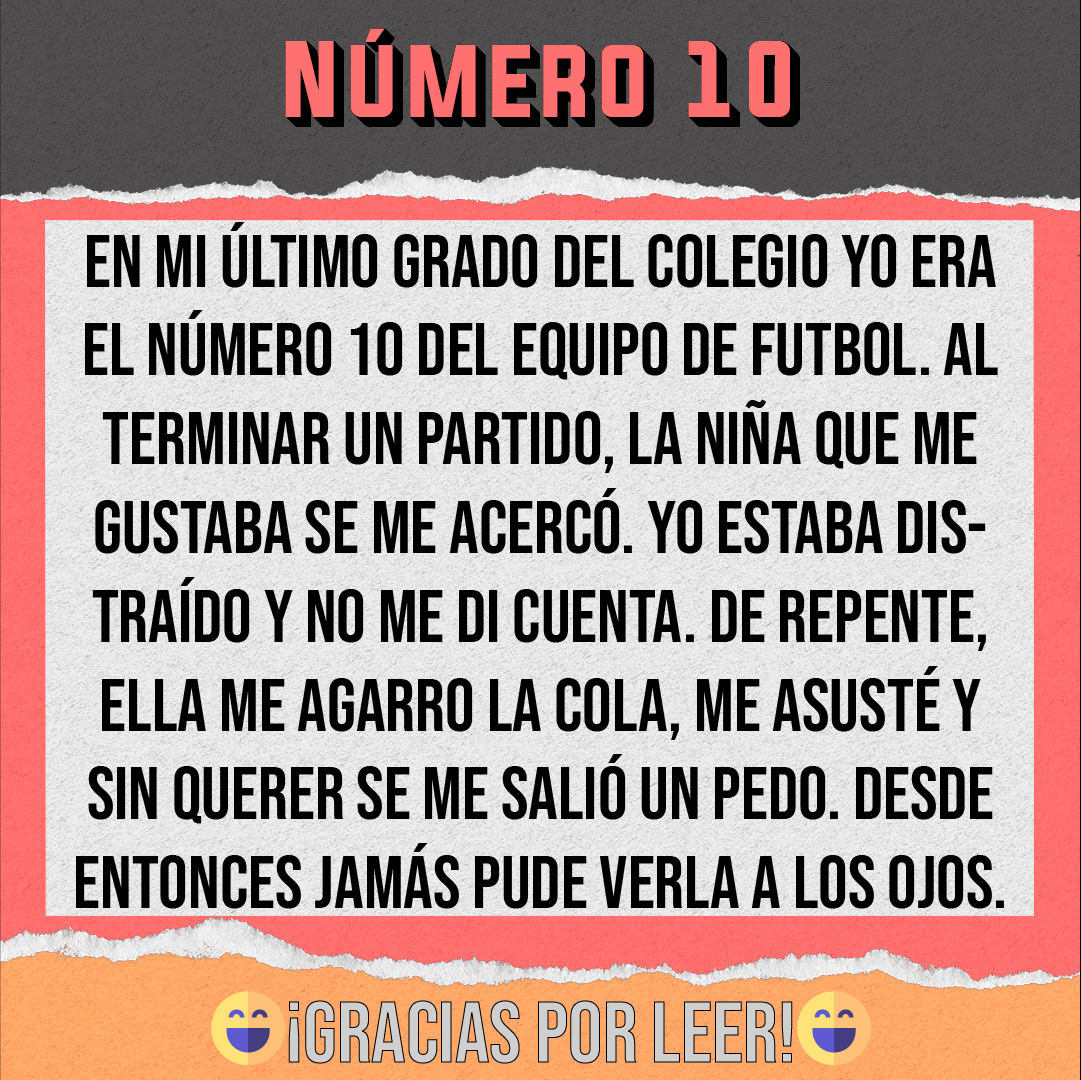 NÚMERO 10
EN MI ÚLTIMO GRADO DEL COLEGIO YO ERA
EL NÚMERO 10 DEL EQUIPO DE FUTBOL. AL
TERMINAR UN PARTIDO, LA NIÑA QUE ME
GUSTABA SE ME ACERCÓ. YO ESTABA DIS-
TRAÍDO Y NO ME DI CUENTA. DE REPENTE,
ELLA ME AGARRO LA COLA, ME ASUSTÉ Y
SIN QUERER SE ME SALIÓ UN PEDO. DESDE
ENTONCES JAMÁS PUDE VERLA A LOS OJOS.
¡GRACIAS POR LEER!